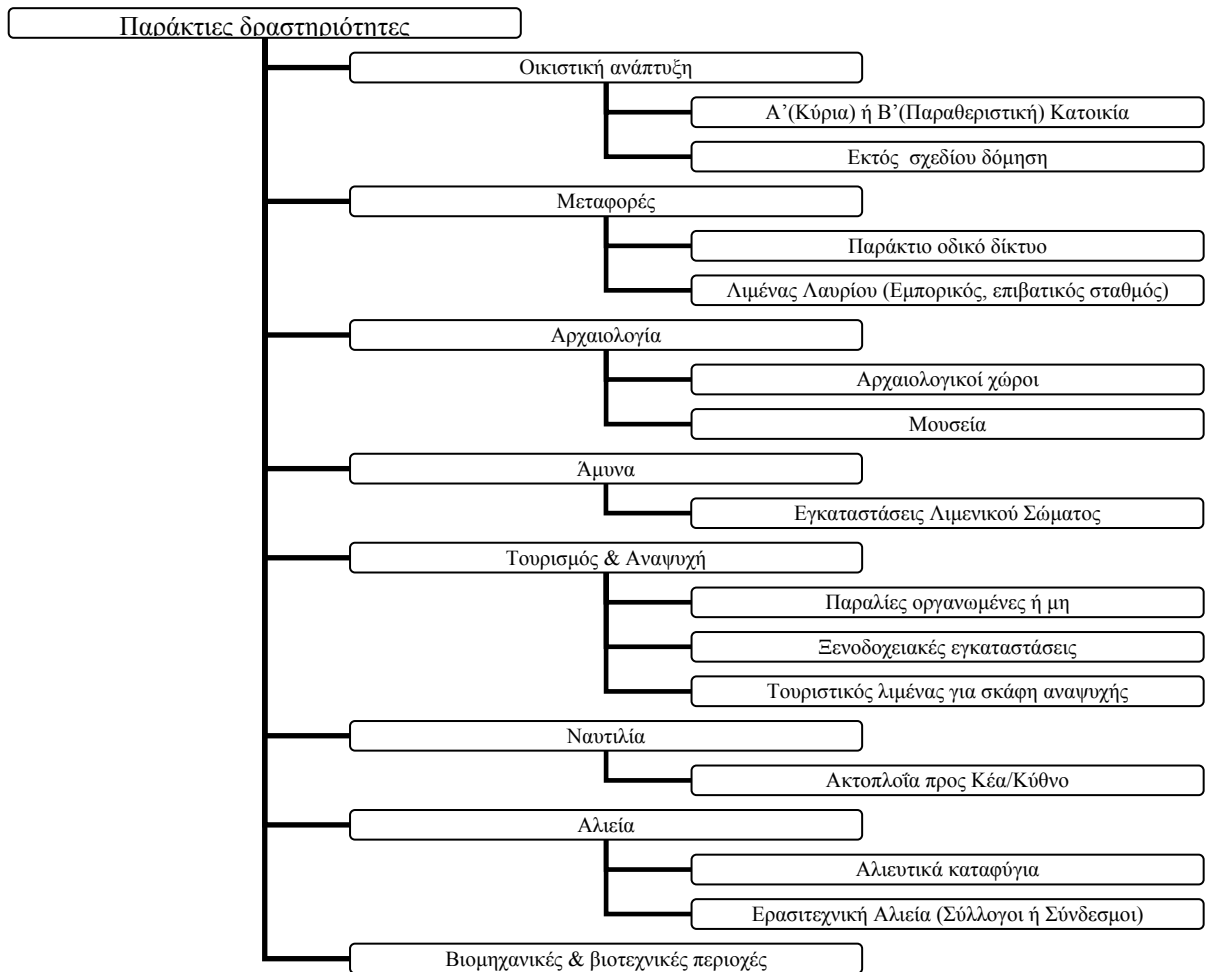 Παράκτιες δραστηριότητες
Οικιστική ανάπτυξη
Α’(Κύρια) ή Β’(Παραθεριστική) Κατοικία
Εκτός σχεδίου δόμηση
Μεταφορές
Παράκτιο οδικό δίκτυο
Λιμένας Λαυρίου (Εμπορικός, επιβατικός σταθμός)
Αρχαιολογία
Αρχαιολογικοί χώροι
Μουσεία
Άμυνα
Εγκαταστάσεις Λιμενικού Σώματος
Τουρισμός & Αναψυχή
Παραλίες οργανωμένες ή μη
Ξενοδοχειακές εγκαταστάσεις
Τουριστικός λιμένας για σκάφη αναψυχής
Ναυτιλία
Ακτοπλοΐα προς Κέα/Κύθνο
Αλιεία
Αλιευτικά καταφύγια
Ερασιτεχνική Αλιεία (Σύλλογοι ή Σύνδεσμοι)
Βιομηχανικές & βιοτεχνικές περιοχές